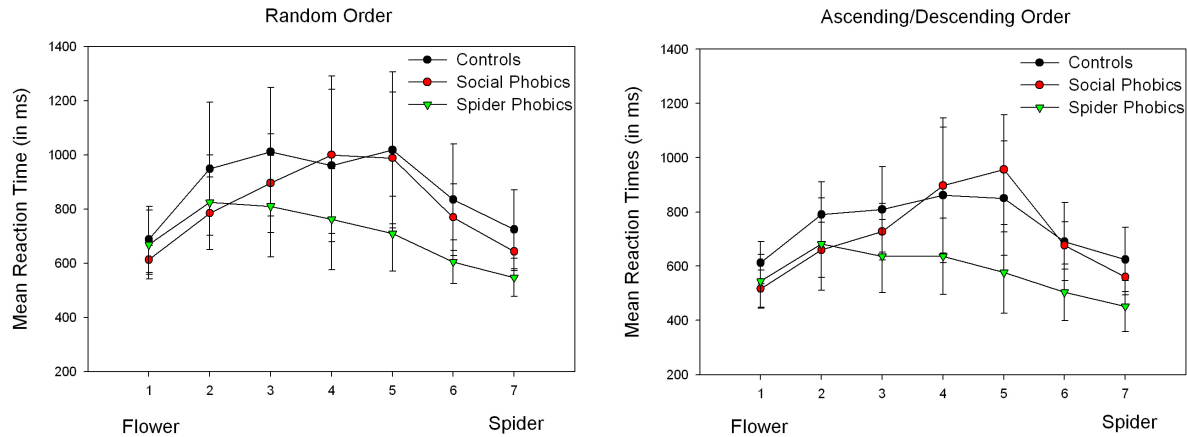 Random Order
Mean Reaction Time (in ms)
1400
1200
1000
800
600
400
200
Controls
Social Phobics
Spider Phobics
1 2 3 4 5 6 7
Flower Spider
Ascending/Descending Order
Mean Reaction Times (in ms)
1400
1200
1000
800
600
400
200
Controls
Social Phobics
Spider Phobics
1 2 3 4 5 6 7
Flower Spider